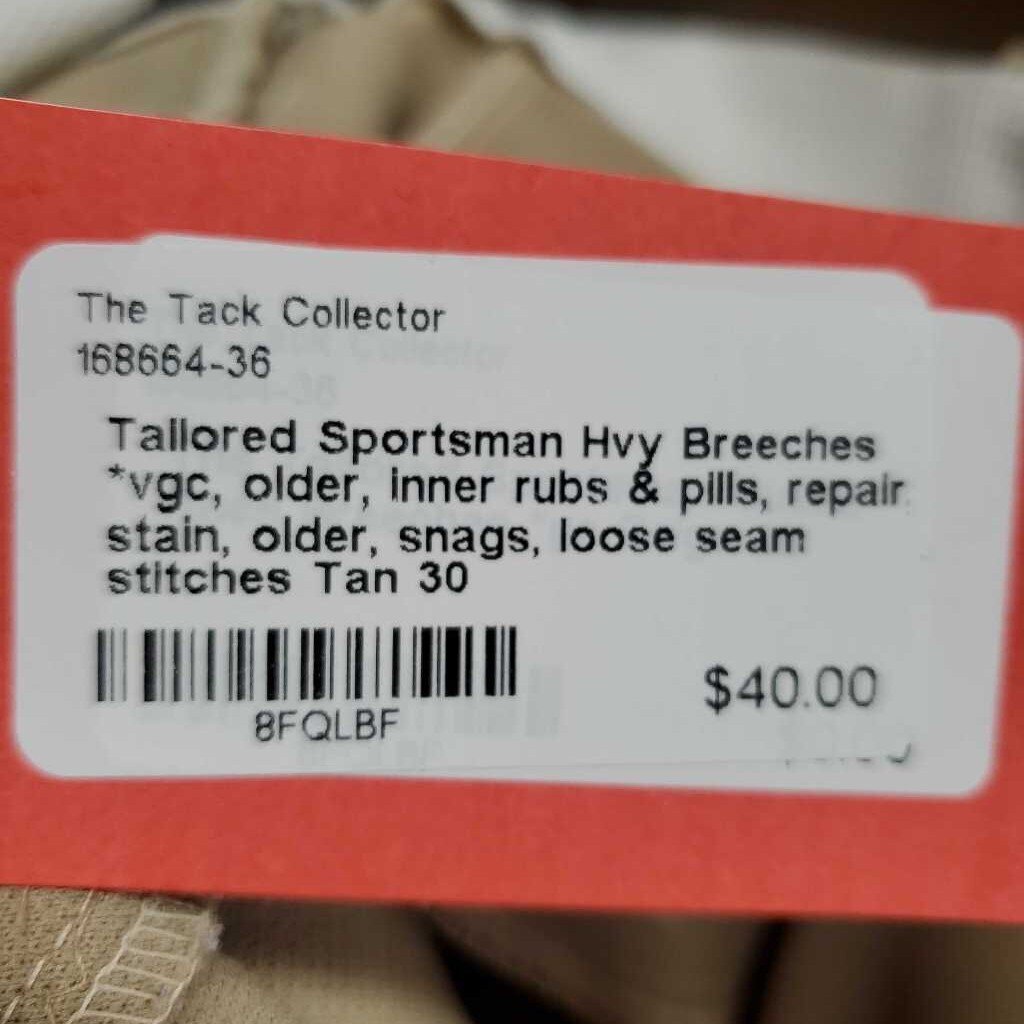 The Tack Collector
168664-36
Tailored Sportsman Hvy Breeches
*vgc, older, inner rubs & pills, repair
stain, older, snags, loose seam
stitches Tan 30
8FQLBF
$40.00